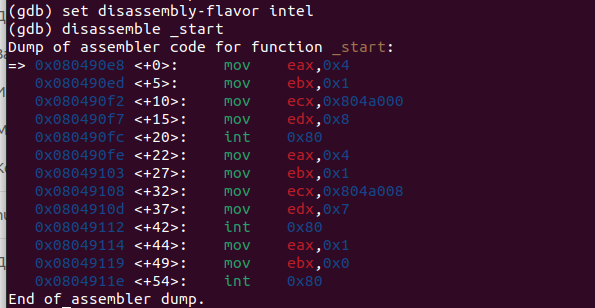 (gdb) set disassembly-flavor intel
(gdb) disassemble _start
Dump of assembler code for function _start:
=> 0x080490e8 <+0>:     mov    eax,0x4
   0x080490ed <+5>:     mov    ebx,0x1
   0x080490f2 <+10>:    mov    ecx,0x804a000
   0x080490f7 <+15>:    mov    edx,0x8
   0x080490fc <+20>:    int    0x80
   0x080490fe <+22>:    mov    eax,0x4
   0x08049103 <+27>:    mov    ebx,0x1
   0x08049108 <+32>:    mov    ecx,0x804a008
   0x0804910d <+37>:    mov    edx,0x7
   0x08049112 <+42>:    int    0x80
   0x08049114 <+44>:    mov    eax,0x1
   0x08049119 <+49>:    mov    ebx,0x0
   0x0804911e <+54>:    int    0x80
End of assembler dump.